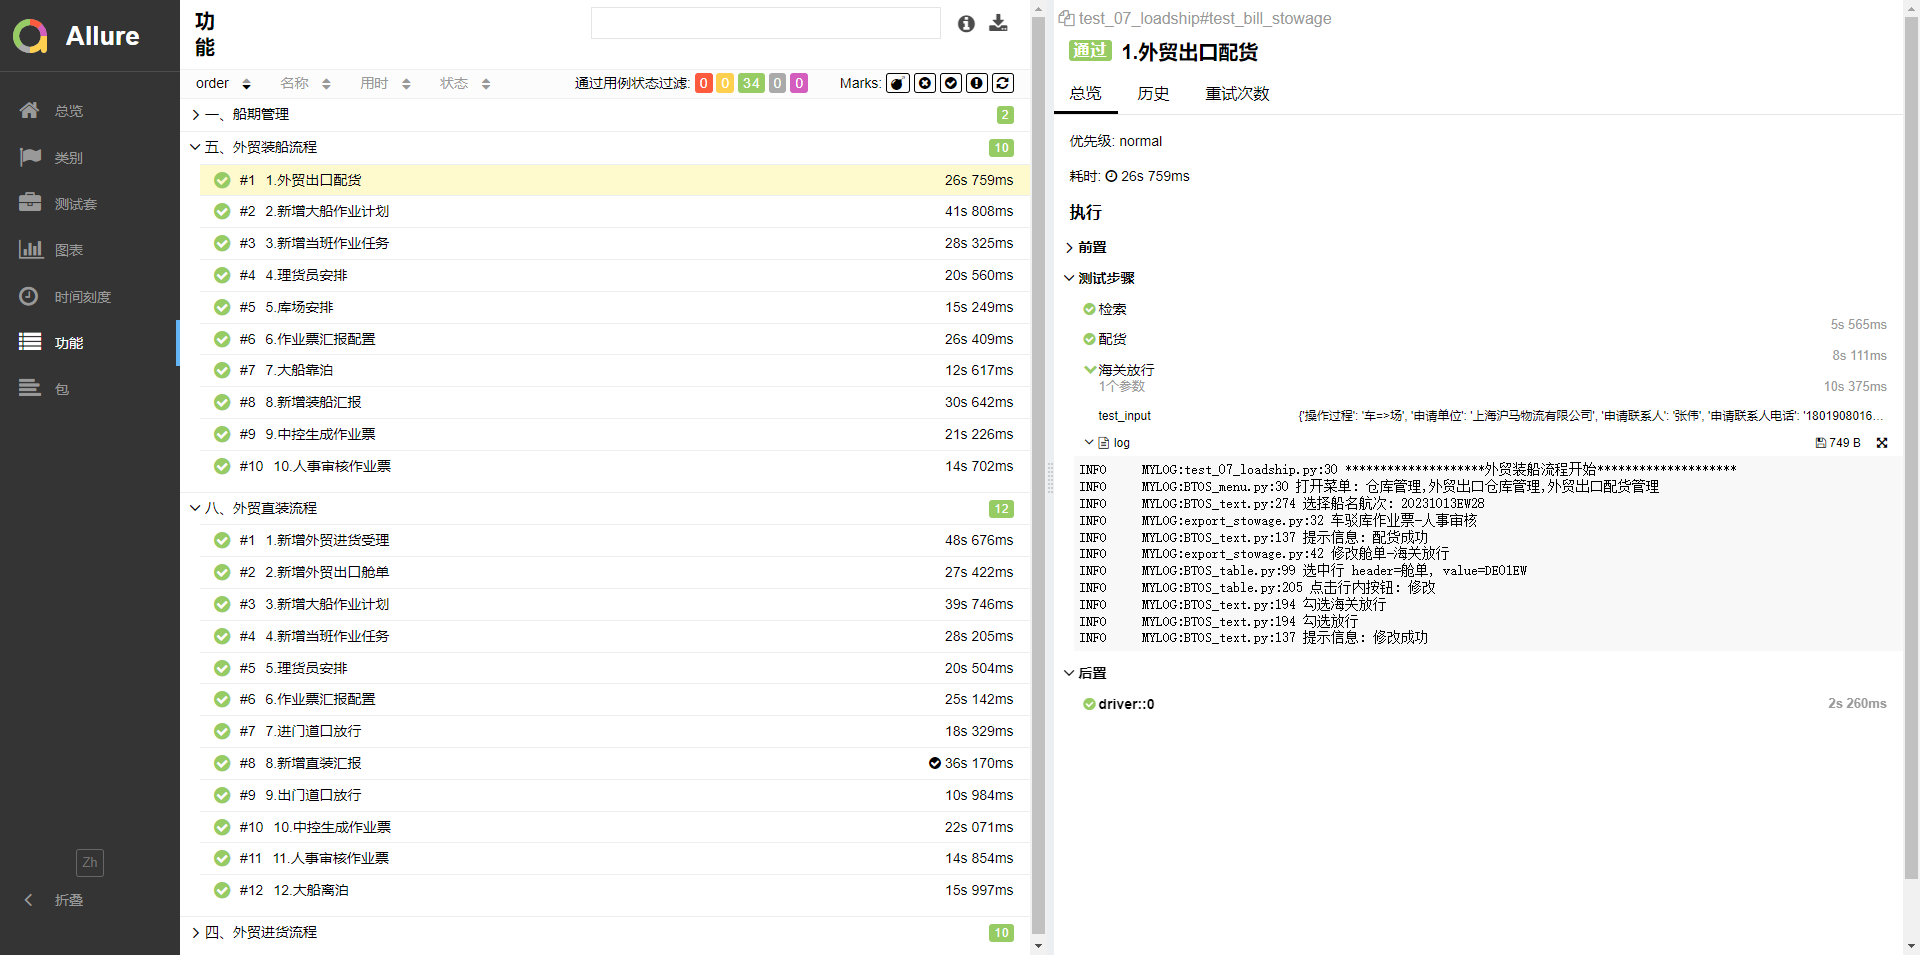 Allure
总览
类别
测试套
图表
时间刻度
功能
包
Zh
折叠
功
能
order 名称 用时 状态 通过用例状态过滤: 0 0 34 0 0 Marks:
一、船期管理 2
五、外贸装船流程 10
#1 1.外贸出口配货 26s 759ms
#2 2.新增大船作业计划 41s 808ms
#3 3.新增当班作业任务 28s 325ms
#4 4.理货员安排 20s 560ms
#5 5.库场安排 15s 249ms
#6 6.作业票汇报配置 26s 409ms
#7 7.大船靠泊 12s 617ms
#8 8.新增装船汇报 30s 642ms
#9 9.中控生成作业票 21s 226ms
#10 10.人事审核作业票 14s 702ms
八、外贸直装流程 12
#1 1.新增外贸进货受理 48s 676ms
#2 2.新增外贸出口舱单 27s 422ms
#3 3.新增大船作业计划 39s 746ms
#4 4.新增当班作业任务 28s 205ms
#5 5.理货员安排 20s 504ms
#6 6.作业票汇报配置 25s 142ms
#7 7.进门道口放行 18s 329ms
#8 8.新增直装汇报 36s 170ms
#9 9.出门道口放行 10s 984ms
#10 10.中控生成作业票 22s 071ms
#11 11.人事审核作业票 14s 854ms
#12 12.大船离泊 15s 997ms
四、外贸进货流程 10
test_07_loadship#test_bill_stowage
通过 1.外贸出口配货
总览 历史 重试次数
优先级: normal
耗时: 26s 759ms
执行
前置
测试步骤
检索 5s 565ms
配货 8s 111ms
海关放行
1个参数 10s 375ms
test_input {'操作过程': '车=>场', '申请单位': '上海沪马物流有限公司', '申请联系人': '张伟', '申请联系人电话': '1801908016...
log 749 B
INFO MYLOG:test_07_loadship.py:30 ********************外贸装船流程开始********************
INFO MYLOG:BTOS_menu.py:30 打开菜单: 仓库管理,外贸出口仓库管理,外贸出口配货管理
INFO MYLOG:BTOS_text.py:274 选择船名航次: 20231013EW28
INFO MYLOG:export_stowage.py:32 车驳库作业票-人事审核
INFO MYLOG:BTOS_text.py:137 提示信息: 配货成功
INFO MYLOG:export_stowage.py:42 修改舱单-海关放行
INFO MYLOG:BTOS_table.py:99 选中行 header=舱单, value=DE01EW
INFO MYLOG:BTOS_table.py:205 点击行内按钮: 修改
INFO MYLOG:BTOS_text.py:194 勾选海关放行
INFO MYLOG:BTOS_text.py:194 勾选放行
INFO MYLOG:BTOS_text.py:137 提示信息: 修改成功
后置
driver::0 2s 260ms